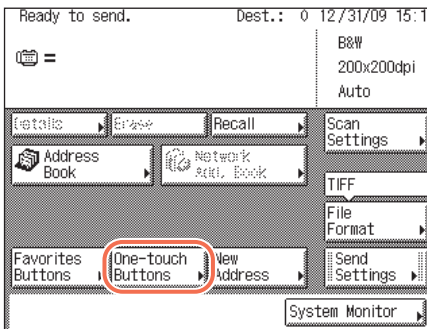 Ready to send. Dest.: 0 12/31/09 15:1
B&W
200x200dpi
Auto
=
Details Erase Recall Scan Settings
Address Book Network Add. Book
TIFF
File Format
Favorites Buttons One-touch Buttons New Address Send Settings
System Monitor